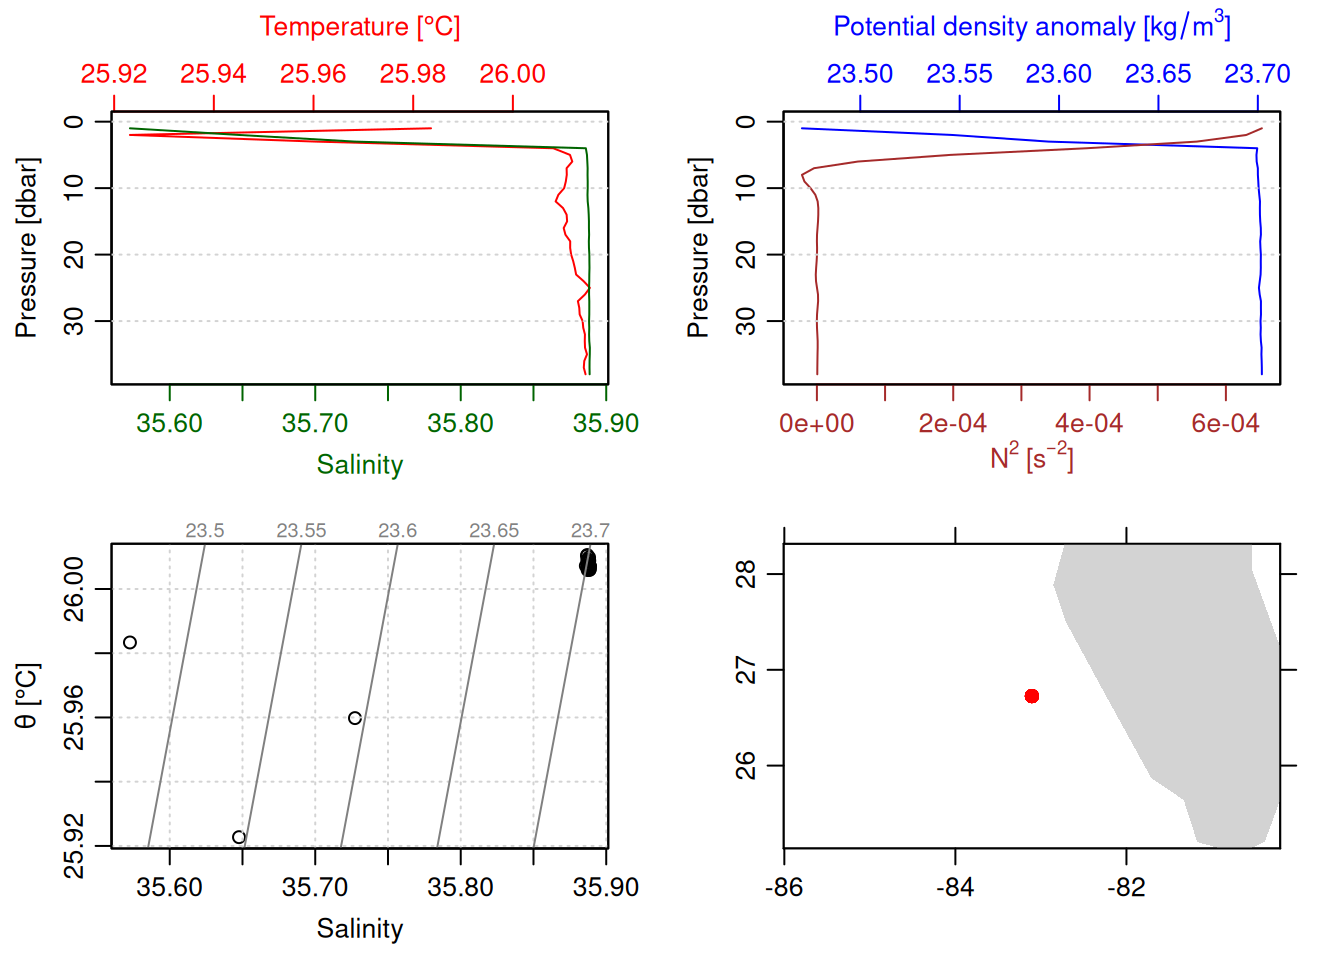 Temperature [°C]
25.92 25.94 25.96 25.98 26.00
Pressure [dbar]
0
10
20
30
35.60 35.70 35.80 35.90
Salinity
Potential density anomaly [kg/m³]
23.50 23.55 23.60 23.65 23.70
Pressure [dbar]
0
10
20
30
0e+00 2e-04 4e-04 6e-04
N² [s⁻²]
23.5 23.55 23.6 23.65 23.7
θ [°C]
26.00
25.96
25.92
35.60 35.70 35.80 35.90
Salinity
28
27
26
-86 -84 -82